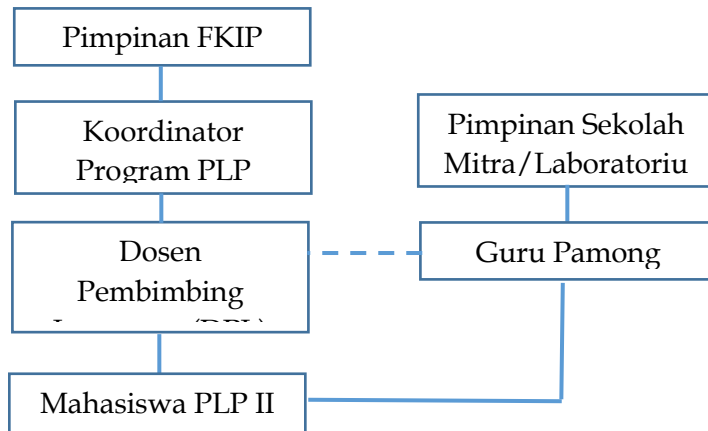 Pimpinan FKIP
Koordinator
Program PLP
Pimpinan Sekolah
Mitra/Laboratoriu
Dosen
Pembimbing
Guru Pamong
Mahasiswa PLP II